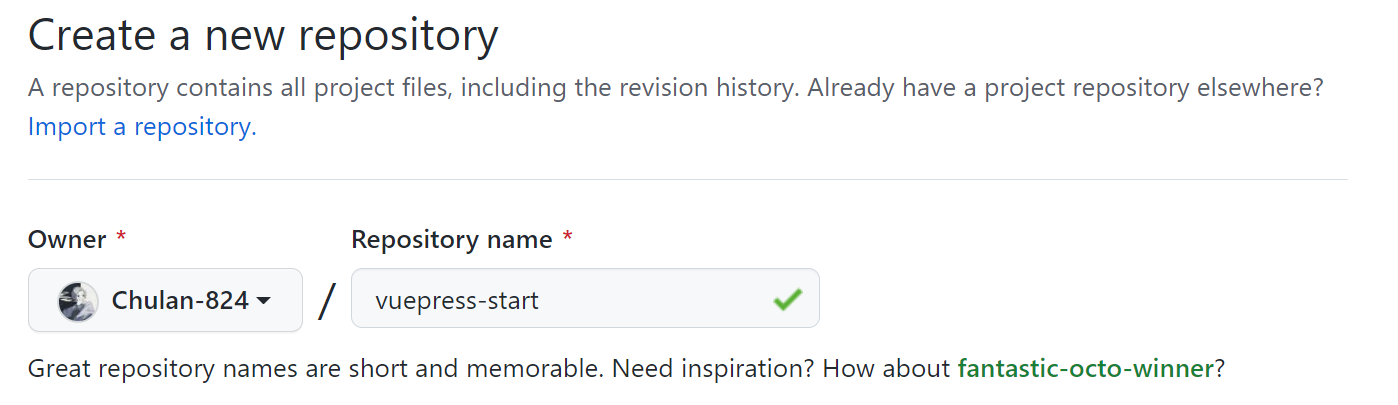 Create a new repository
A repository contains all project files, including the revision history. Already have a project repository elsewhere?
Import a repository.
Owner * Repository name *
Chulan-824 / vuepress-start
Great repository names are short and memorable. Need inspiration? How about fantastic-octo-winner?